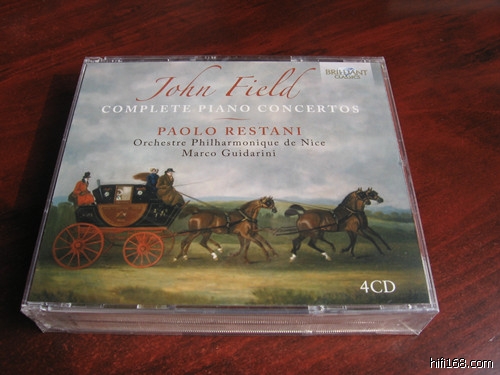 John Field
BRILLIANT
CLASSICS
COMPLETE PIANO CONCERTOS
PAOLO RESTANI
Orchestre Philharmonique de Nice
Marco Guidarini
4CD
hifi168.com